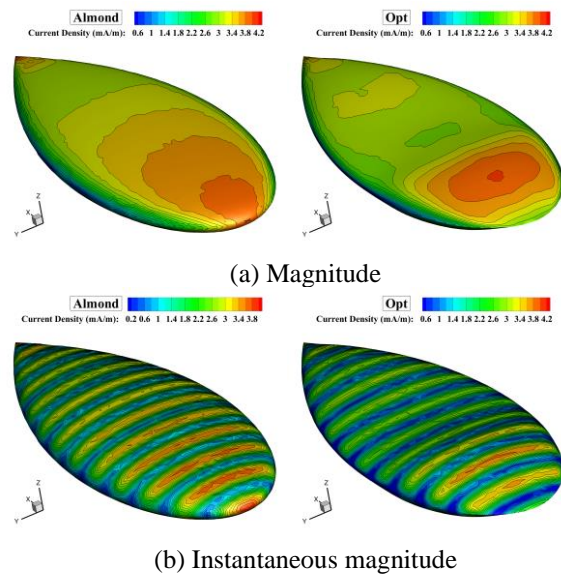 Almond
Current Density (mA/m): 0.6 1 1.4 1.8 2.2 2.6 3 3.4 3.8 4.2
Z
X
Y
Opt
Current Density (mA/m): 0.6 1 1.4 1.8 2.2 2.6 3 3.4 3.8 4.2
Z
X
Y
(a) Magnitude
Almond
Current Density (mA/m): 0.2 0.6 1 1.4 1.8 2.2 2.6 3 3.4 3.8
Z
X
Y
Opt
Current Density (mA/m): 0.6 1 1.4 1.8 2.2 2.6 3 3.4 3.8 4.2
Z
X
Y
(b) Instantaneous magnitude